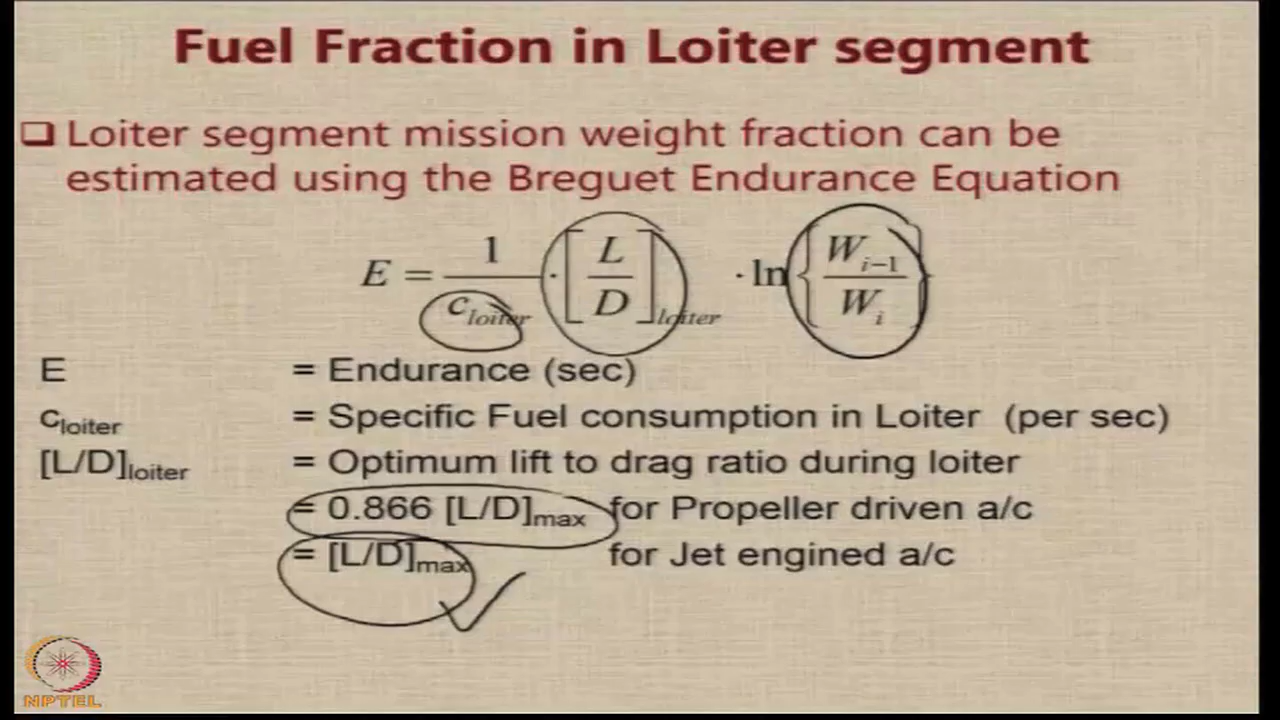 Fuel Fraction in Loiter segment
❑ Loiter segment mission weight fraction can be
estimated using the Breguet Endurance Equation
E = 1/c_loiter · [L/D]_loiter · ln{W_{i-1}/W_i}
E = Endurance (sec)
c_loiter = Specific Fuel consumption in Loiter (per sec)
[L/D]_loiter = Optimum lift to drag ratio during loiter
= 0.866 [L/D]_max for Propeller driven a/c
= [L/D]_max for Jet engined a/c
NPTEL